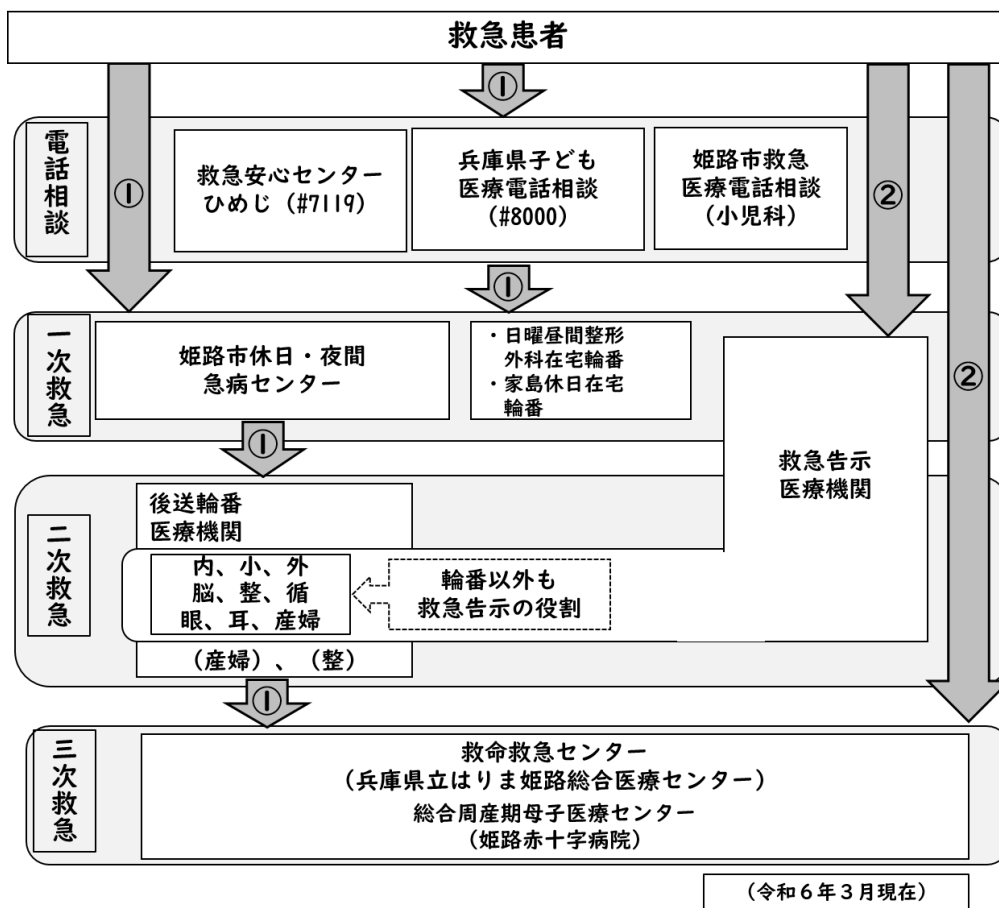 救急患者
①
電話相談
救急安心センター
ひめじ（#7119）
兵庫県子ども
医療電話相談
（#8000）
姫路市救急
医療電話相談
（小児科）
①
②
①
一次救急
姫路市休日・夜間
急病センター
・日曜昼間整形
外科在宅輪番
・家島休日在宅
輪番
②
①
救急告示
医療機関
二次救急
後送輪番
医療機関
内、小、外
脳、整、循
眼、耳、産婦
輪番以外も
救急告示の役割
（産婦）、（整）
①
三次救急
救命救急センター
（兵庫県立はりま姫路総合医療センター）
総合周産期母子医療センター
（姫路赤十字病院）
（令和６年３月現在）